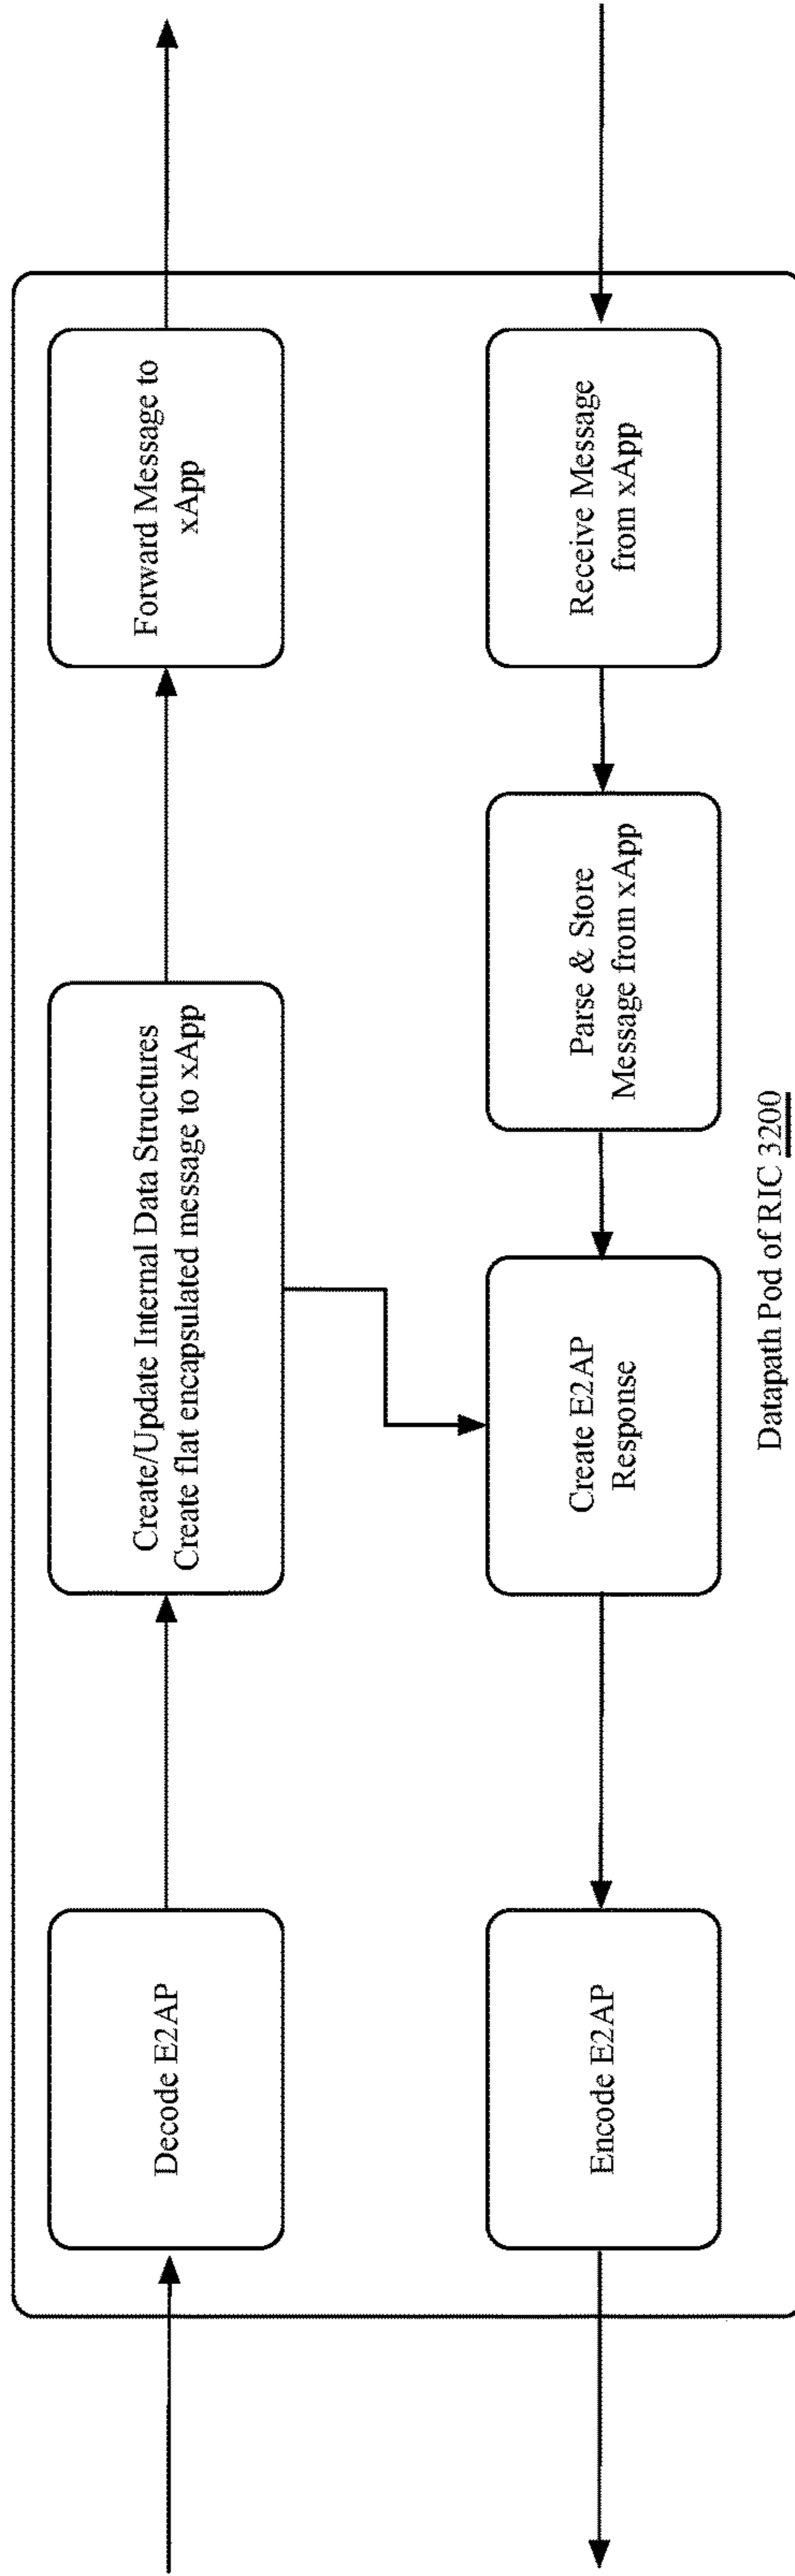 Decode E2AP
Create/Update Internal Data Structures
Create flat encapsulated message to xApp
Forward Message to
xApp
Encode E2AP
Create E2AP
Response
Parse & Store
Message from xApp
Receive Message
from xApp
Datapath Pod of RIC 3200